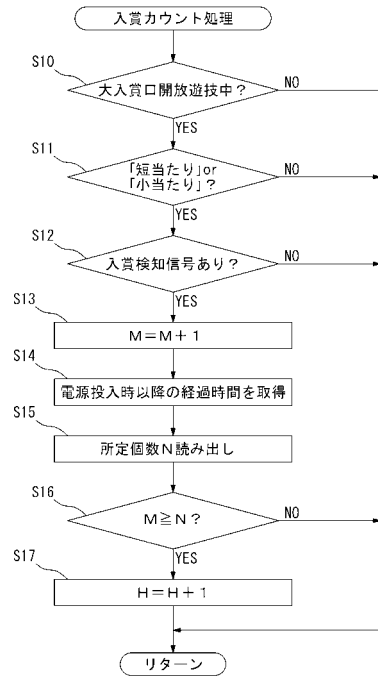 入賞カウント処理
S10
大入賞口開放遊技中？
NO
YES
S11
「短当たり」or
「小当たり」？
NO
YES
S12
入賞検知信号あり？
NO
YES
S13
M＝M＋1
S14
電源投入時以降の経過時間を取得
S15
所定個数N読み出し
S16
M≧N？
NO
YES
S17
H＝H＋1
リターン